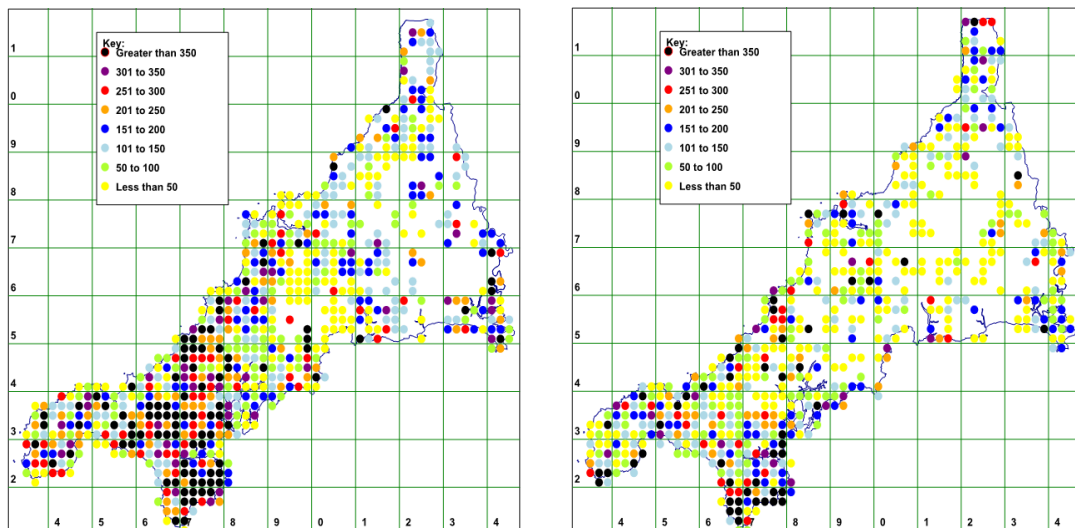 Key:
Greater than 350
301 to 350
251 to 300
201 to 250
151 to 200
101 to 150
50 to 100
Less than 50
1
0
9
8
7
6
5
4
3
2
4 5 6 7 8 9 0 1 2 3 4
Key:
Greater than 350
301 to 350
251 to 300
201 to 250
151 to 200
101 to 150
50 to 100
Less than 50
1
0
9
8
7
6
5
4
3
2
4 5 6 7 8 9 0 1 2 3 4